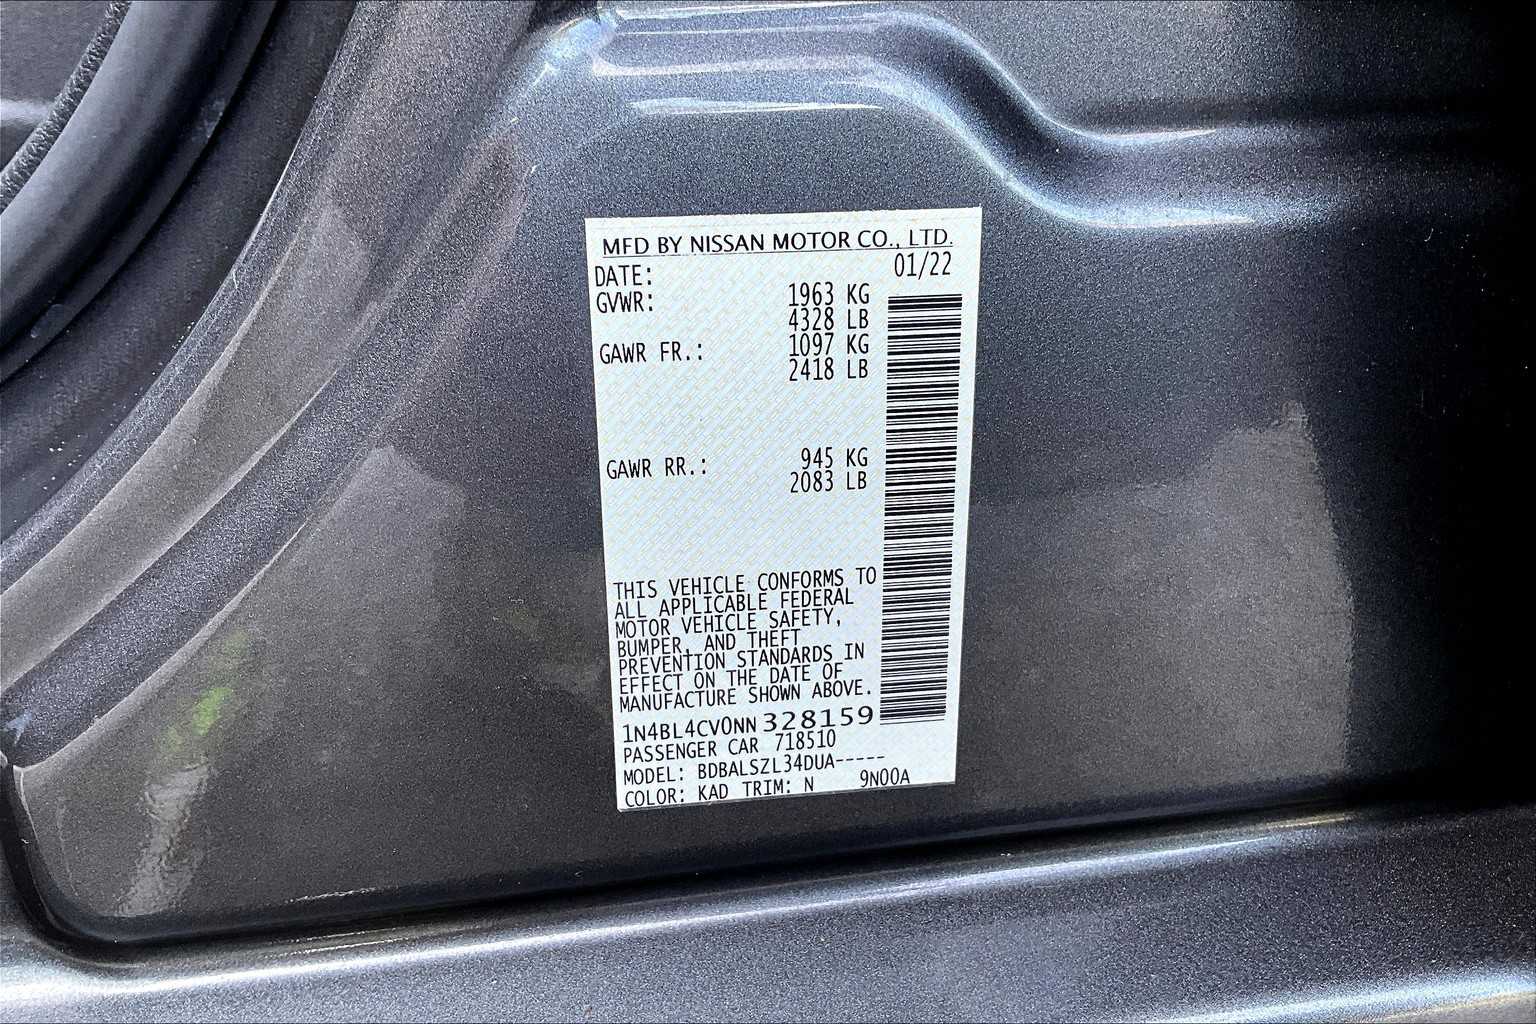 MFD BY NISSAN MOTOR CO., LTD.
DATE: 01/22
GVWR: 1963 KG
4328 LB
GAWR FR.: 1097 KG
2418 LB
GAWR RR.: 945 KG
2083 LB
THIS VEHICLE CONFORMS TO
ALL APPLICABLE FEDERAL
MOTOR VEHICLE SAFETY,
BUMPER, AND THEFT
PREVENTION STANDARDS IN
EFFECT ON THE DATE OF
MANUFACTURE SHOWN ABOVE.
1N4BL4CV0NN328159
PASSENGER CAR 718510
MODEL: BDBALSZL34DUA-----
COLOR: KAD TRIM: N 9N00A